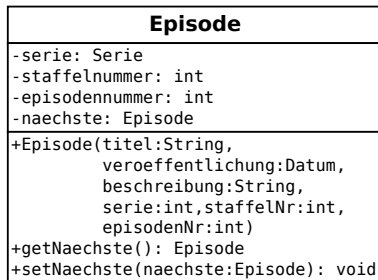 Episode
-serie: Serie
-staffelnummer: int
-episodennummer: int
-naechste: Episode
+Episode(titel:String,
veroeffentlichung:Datum,
beschreibung:String,
serie:int,staffelNr:int,
episodenNr:int)
+getNaechste(): Episode
+setNaechste(naechste:Episode): void